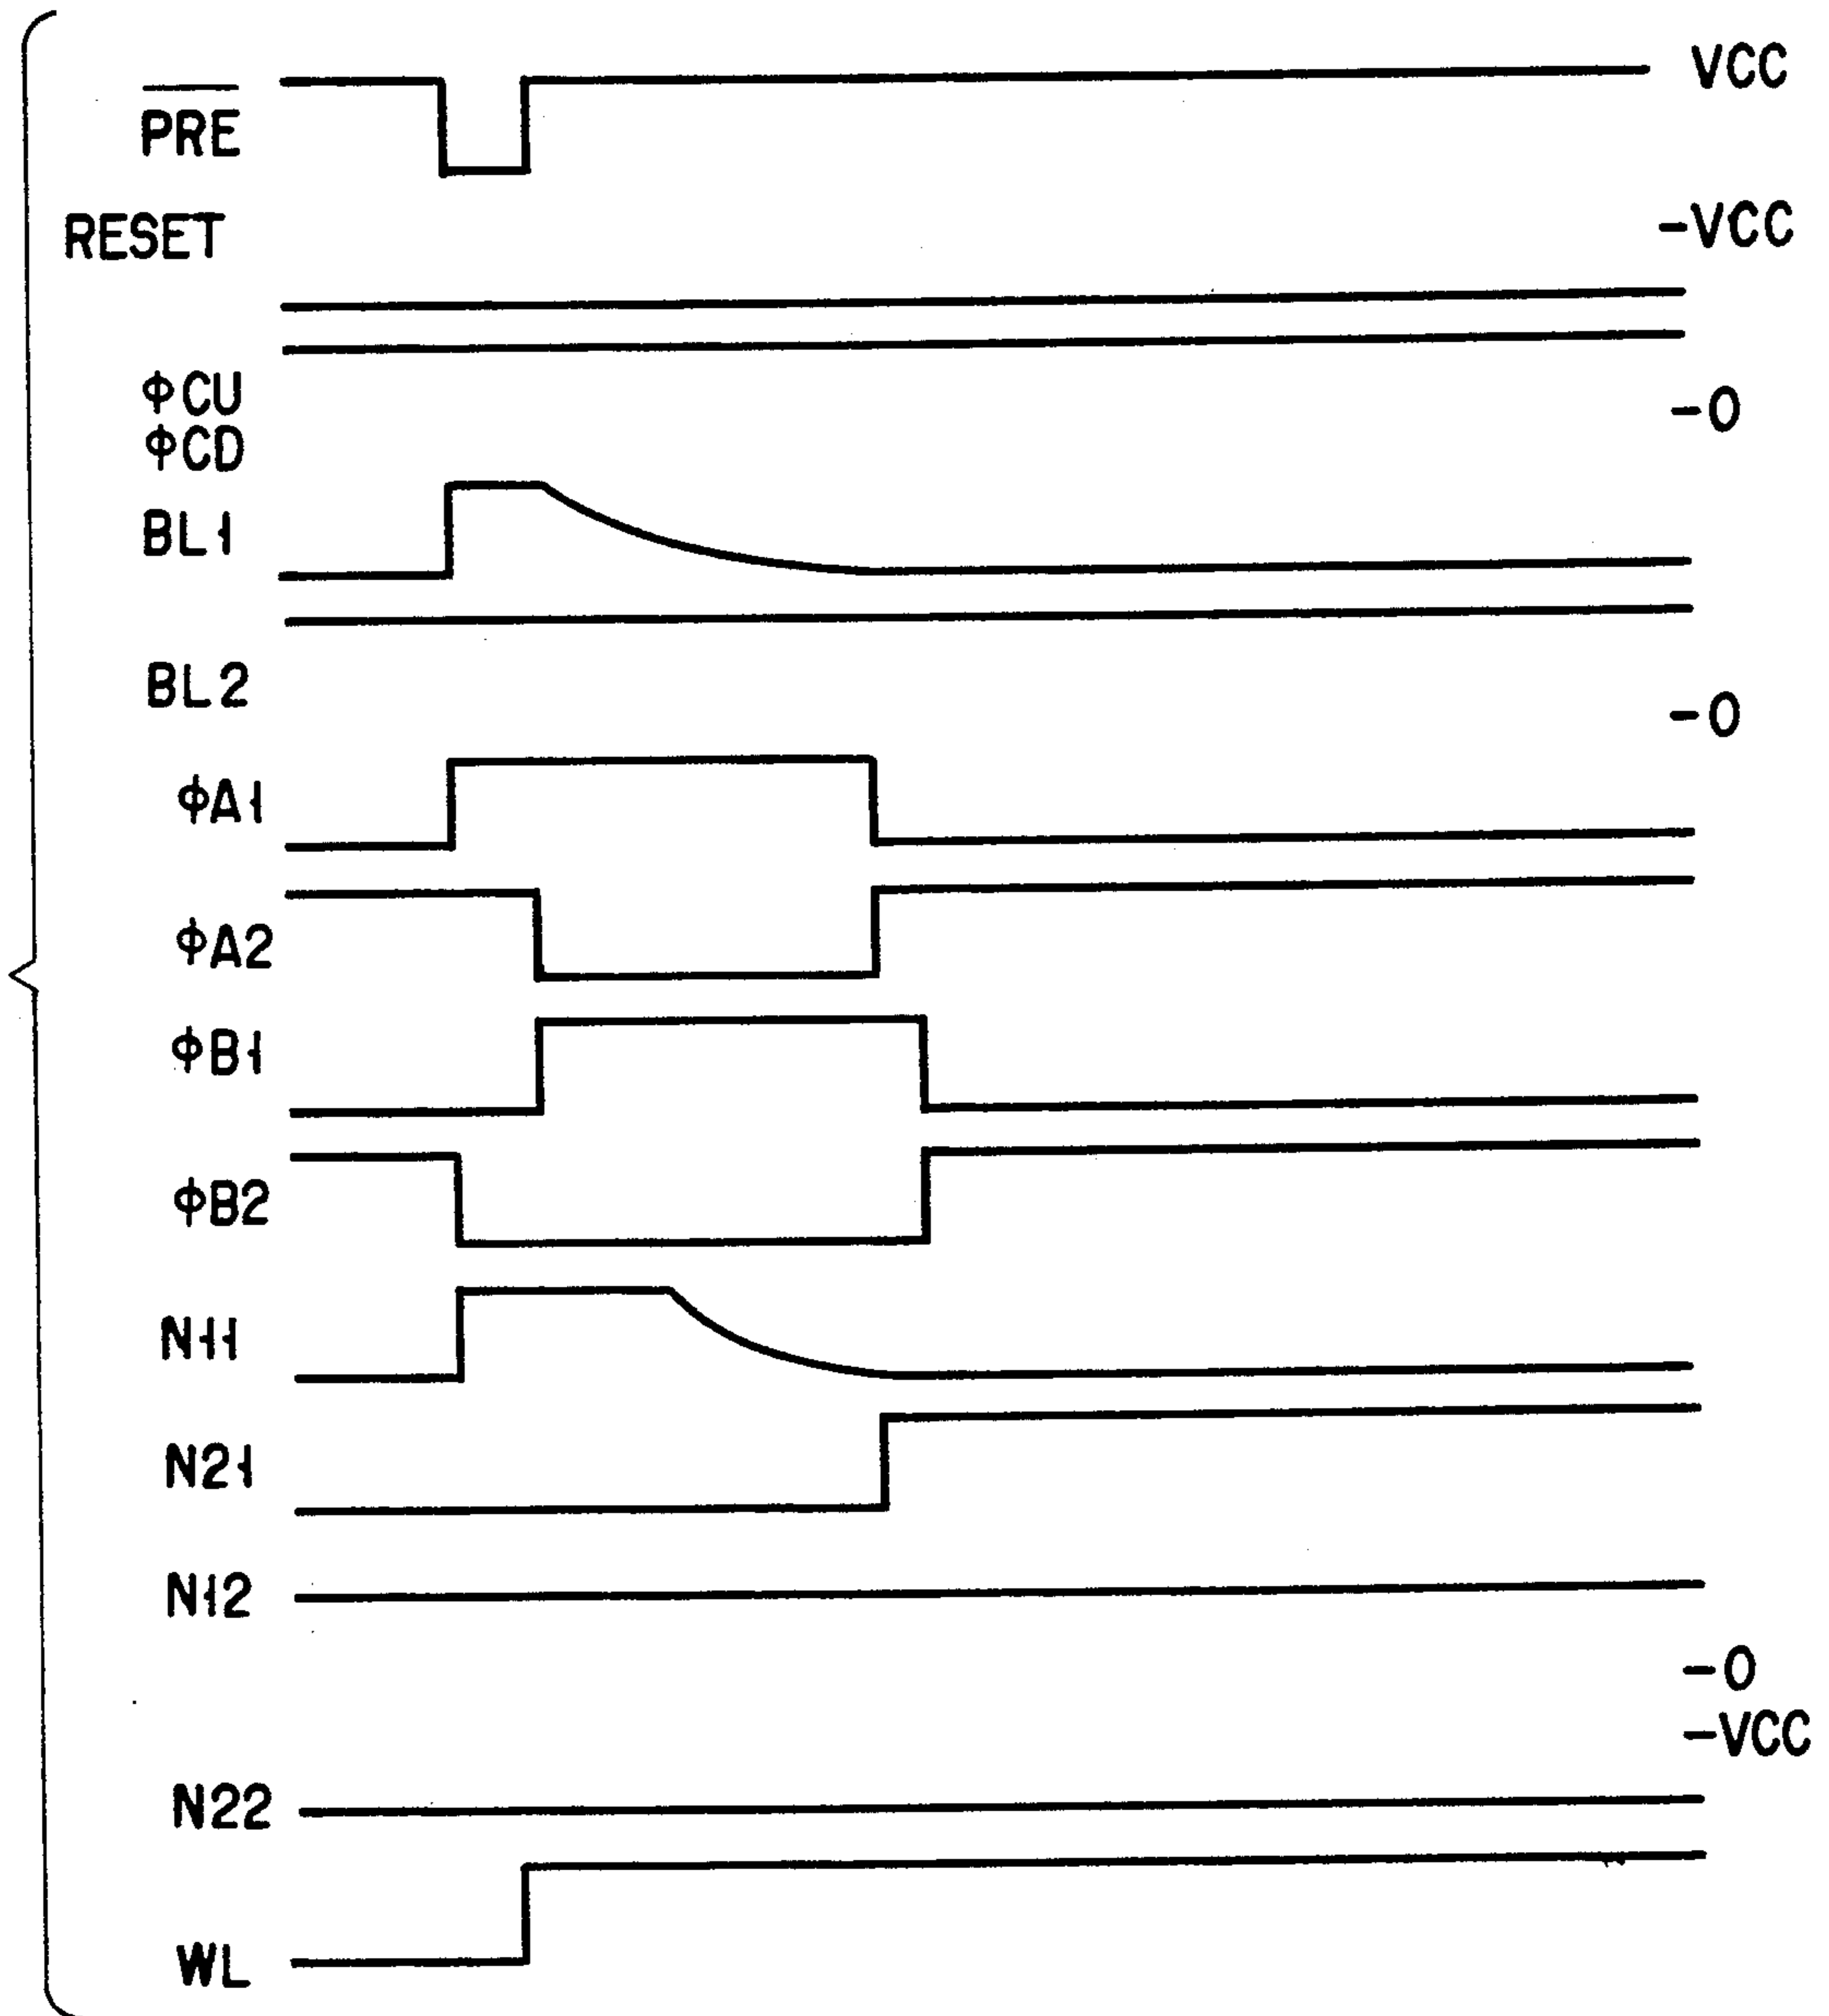 VCC
P̅R̅E̅
RESET -VCC
ΦCU -0
ΦCD
BL1
BL2 -0
ΦA1
ΦA2
ΦB1
ΦB2
N11
N21
N12
-0
-VCC
N22
WL